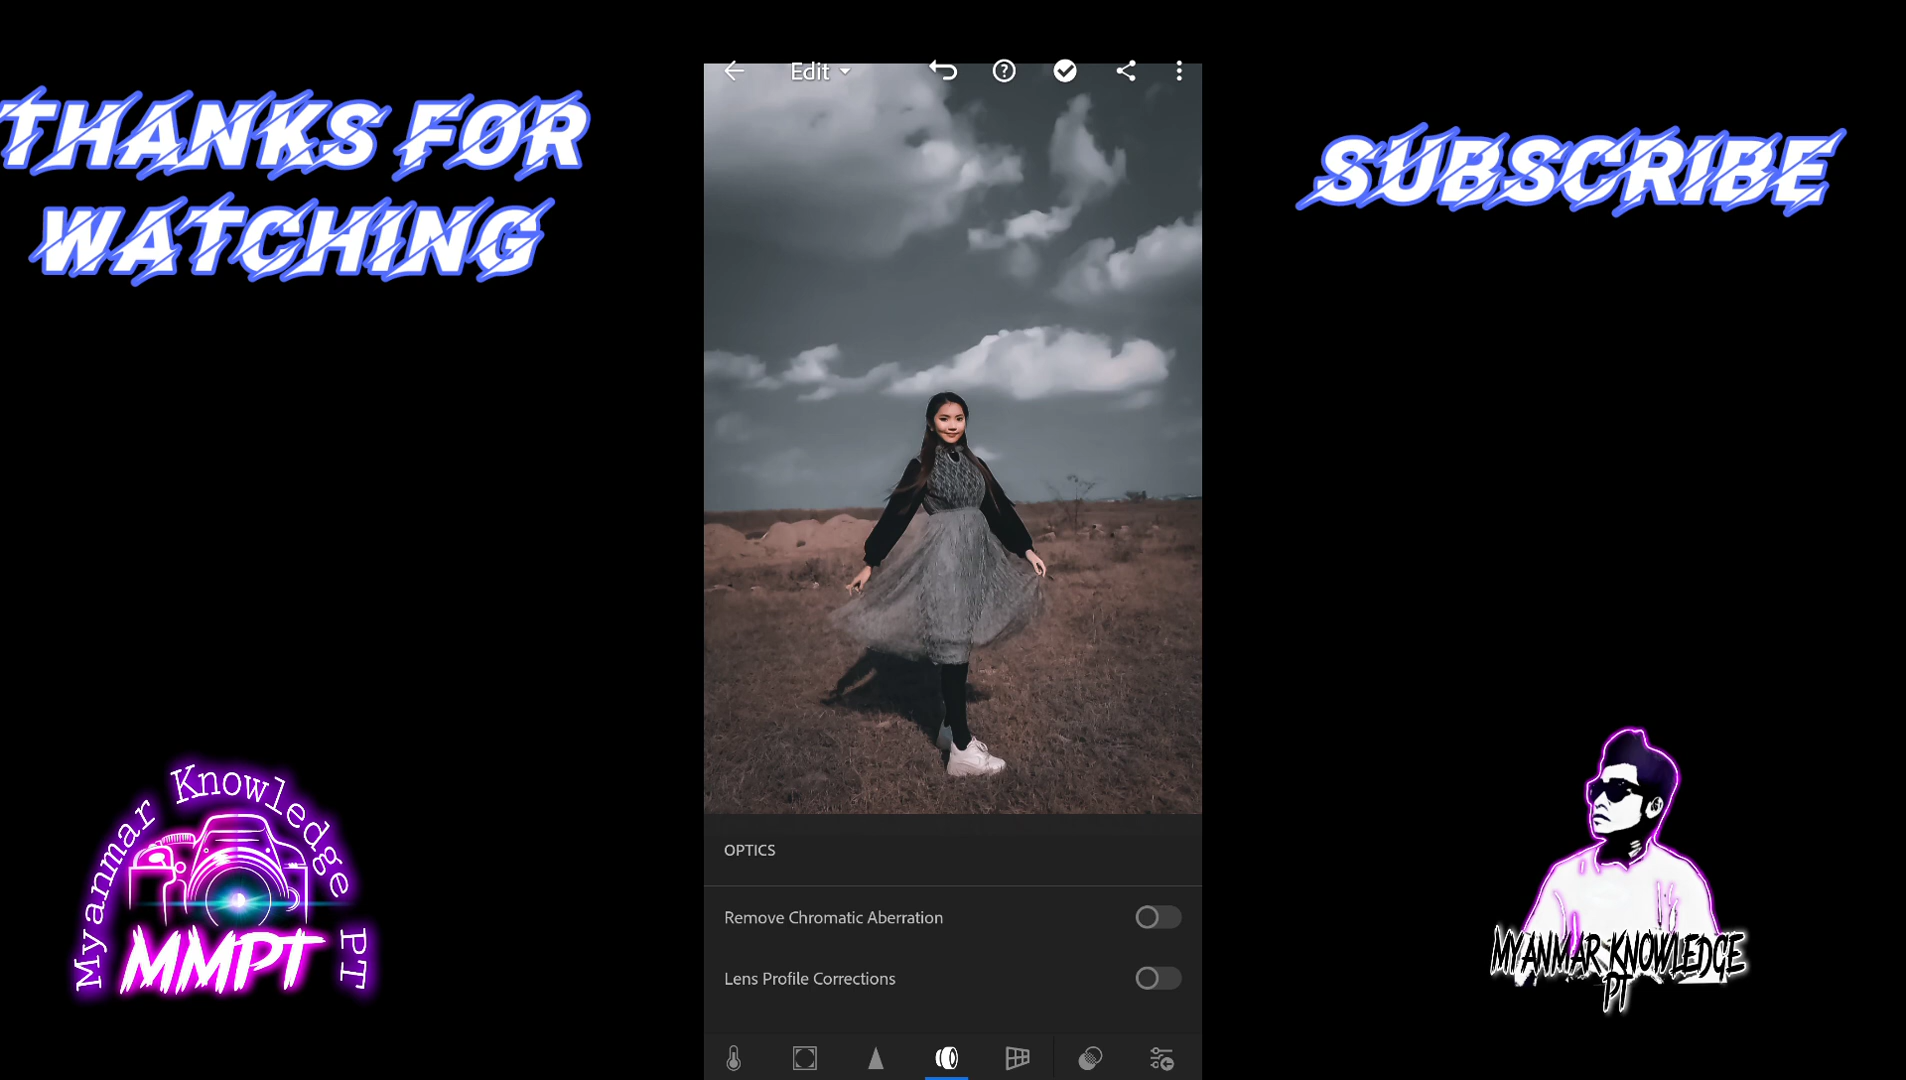 THANKS FOR
WATCHING
Edit
SUBSCRIBE
OPTICS
Remove Chromatic Aberration
Lens Profile Corrections
Myanmar Knowledge PT
MMPT
MYANMAR KNOWLEDGE
PT